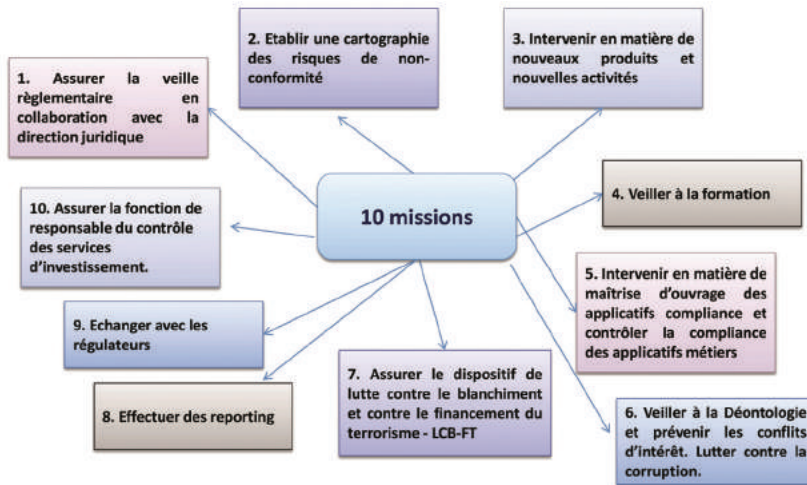 2. Etablir une cartographie
des risques de non-
conformité
3. Intervenir en matière de
nouveaux produits et
nouvelles activités
1. Assurer la veille
règlementaire en
collaboration avec la
direction juridique
10 missions
4. Veiller à la formation
10. Assurer la fonction de
responsable du contrôle
des services
d'investissement.
5. Intervenir en matière de
maîtrise d'ouvrage des
applicatifs compliance et
contrôler la compliance
des applicatifs métiers
9. Echanger avec les
régulateurs
7. Assurer le dispositif de
lutte contre le blanchiment
et contre le financement du
terrorisme - LCB-FT
8. Effectuer des reporting
6. Veiller à la Déontologie
et prévenir les conflits
d'intérêt. Lutter contre la
corruption.